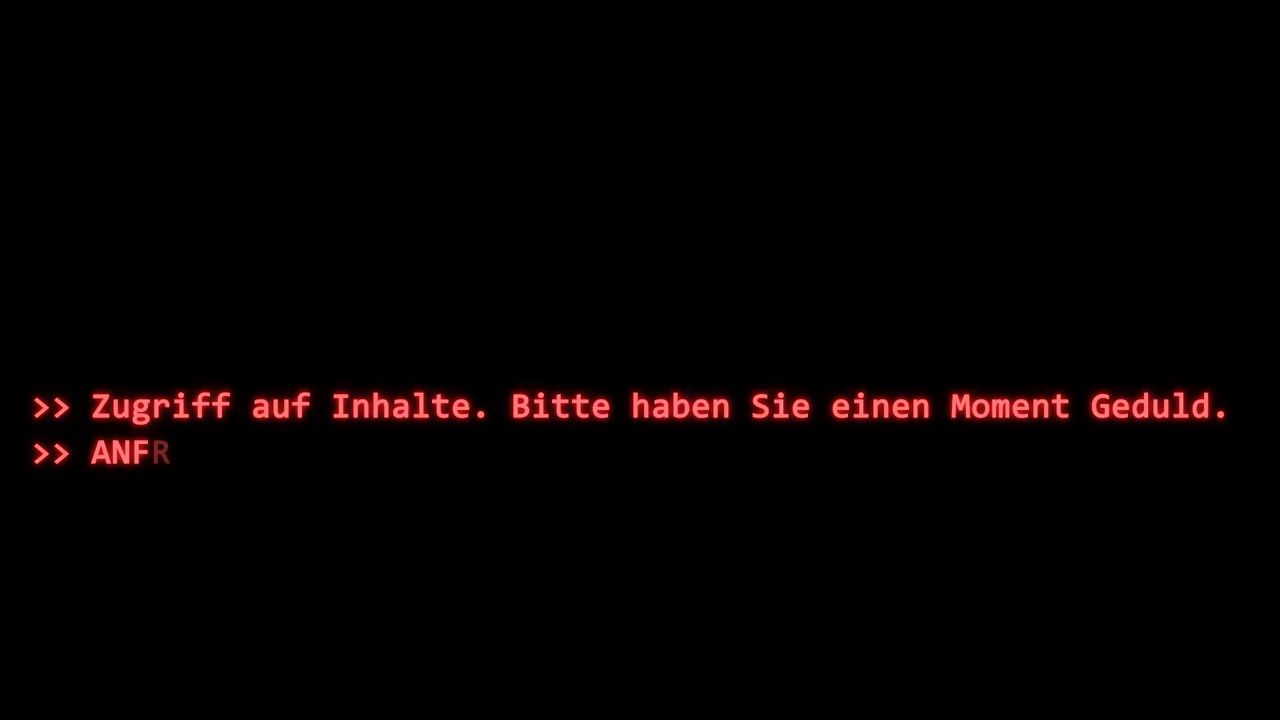 >> Zugriff auf Inhalte. Bitte haben Sie einen Moment Geduld.
>> ANFR